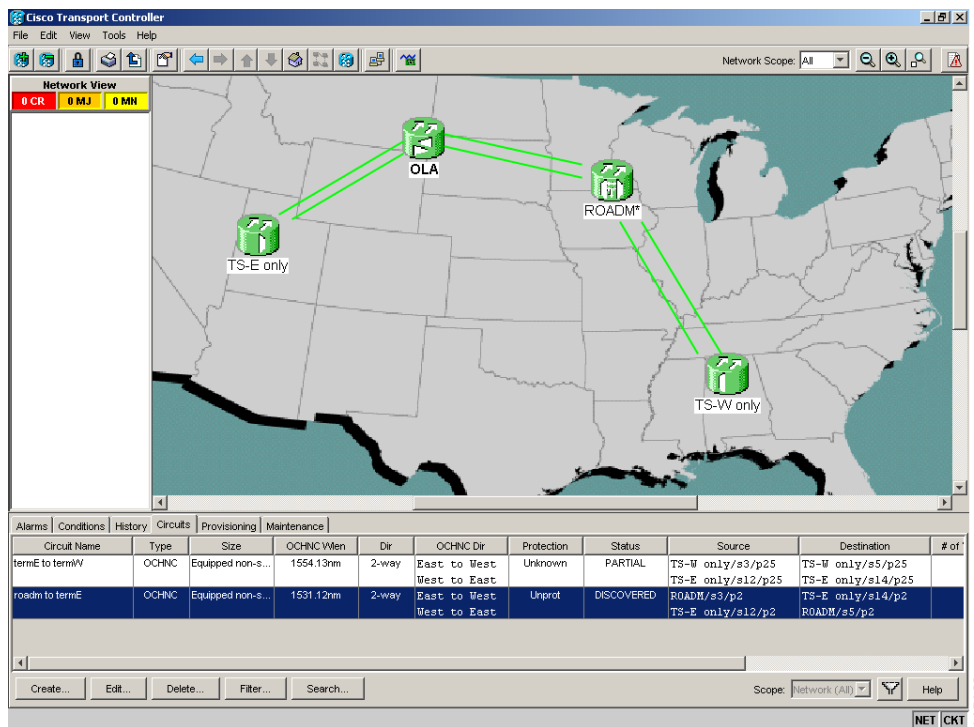 Cisco Transport Controller
File Edit View Tools Help
Network Scope: All
Network View
0 CR 0 MJ 0 MN
OLA
ROADM*
TS-E only
TS-W only
Alarms Conditions History Circuits Provisioning Maintenance
Circuit Name Type Size OCHNC Wlen Dir OCHNC Dir Protection Status Source Destination # of
termE to termW OCHNC Equipped non-s... 1554.13nm 2-way East to West Unknown PARTIAL TS-W only/s3/p25 TS-W only/s5/p25
West to East TS-E only/s12/p25 TS-E only/s14/p25
roadm to termE OCHNC Equipped non-s... 1531.12nm 2-way East to West Unprot DISCOVERED ROADM/s3/p2 TS-E only/s14/p2
West to East TS-E only/s12/p2 ROADM/s5/p2
Create... Edit... Delete... Filter... Search... Scope: Network (All) Help
NET CKT